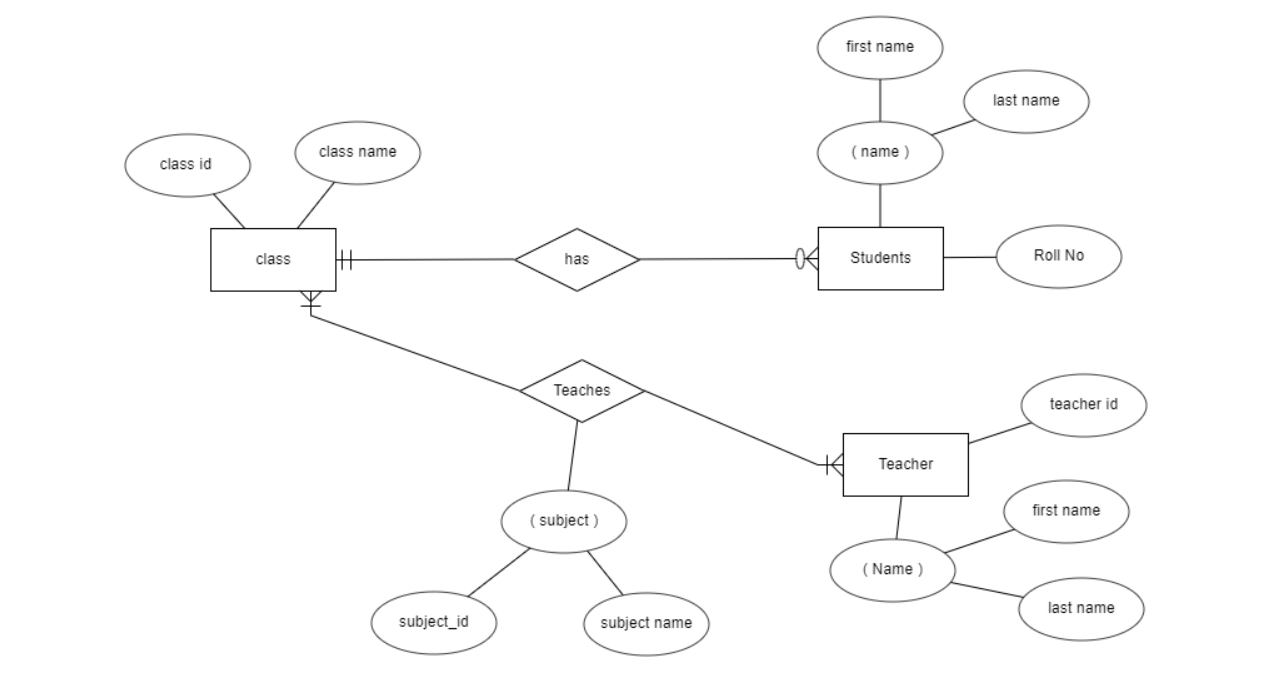 first name
last name
class name
( name )
class id
Roll No
class
has
Students
Teaches
teacher id
Teacher
first name
( subject )
( Name )
last name
subject_id
subject name